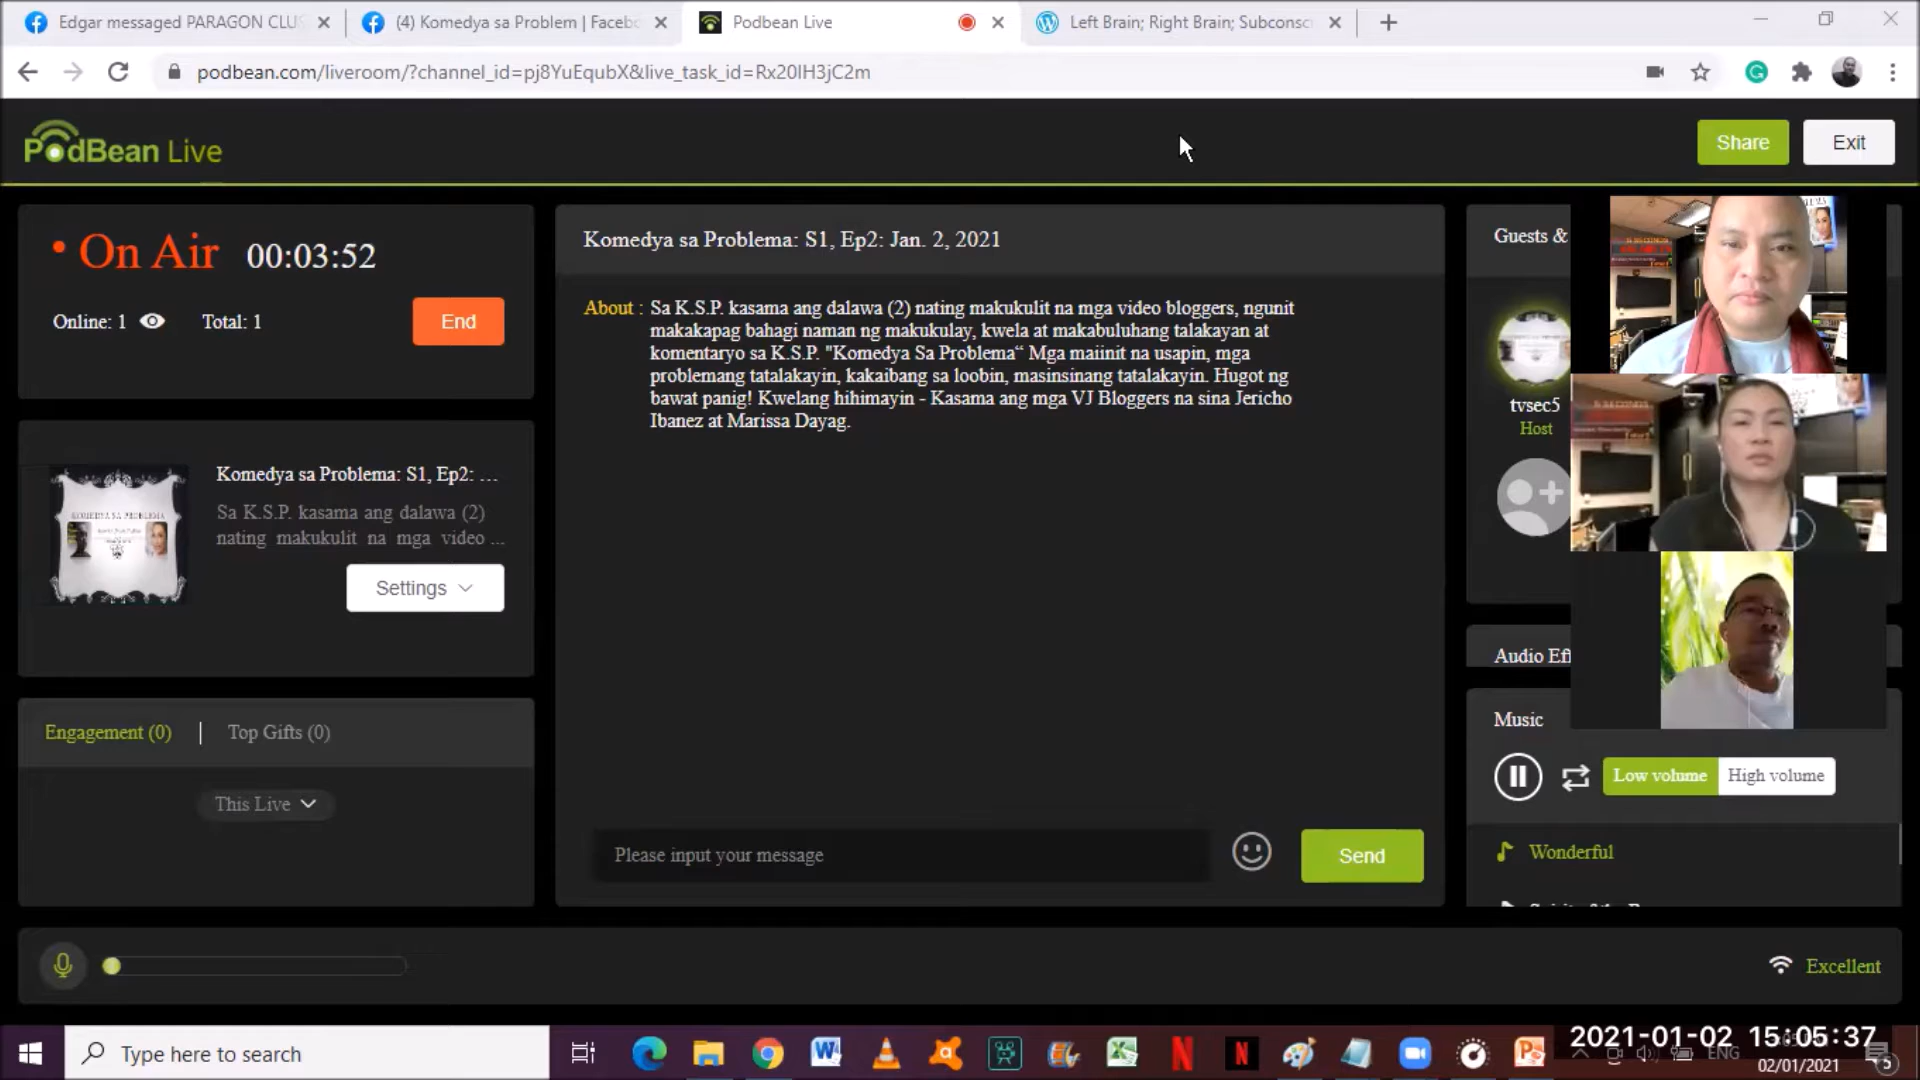 Edgar messaged PARAGON CLUS
(4) Komedya sa Problem | Facebo
Podbean Live
Left Brain; Right Brain; Subconsc
podbean.com/liveroom/?channel_id=pj8YuEqubX&live_task_id=Rx20IH3jC2m
PodBean Live
Share
Exit
On Air 00:03:52
Online: 1
Total: 1
End
Komedya sa Problema: S1, Ep2: ...
Sa K.S.P. kasama ang dalawa (2)
nating makukulit na mga video ...
Settings
Engagement (0)
Top Gifts (0)
This Live
Komedya sa Problema: S1, Ep2: Jan. 2, 2021
About : Sa K.S.P. kasama ang dalawa (2) nating makukulit na mga video bloggers, ngunit
makakapag bahagi naman ng makukulay, kwela at makabuluhang talakayan at
komentaryo sa K.S.P. "Komedya Sa Problema“ Mga maiinit na usapin, mga
problemang tatalakayin, kakaibang sa loobin, masinsinang tatalakayin. Hugot ng
bawat panig! Kwelang hihimayin - Kasama ang mga VJ Bloggers na sina Jericho
Ibanez at Marissa Dayag.
Please input your message
Send
Guests &
tvsec5
Host
Audio Eff
Music
Low volume
High volume
Wonderful
Excellent
Type here to search
2021-01-02 15:05:37
ENG
02/01/2021
5